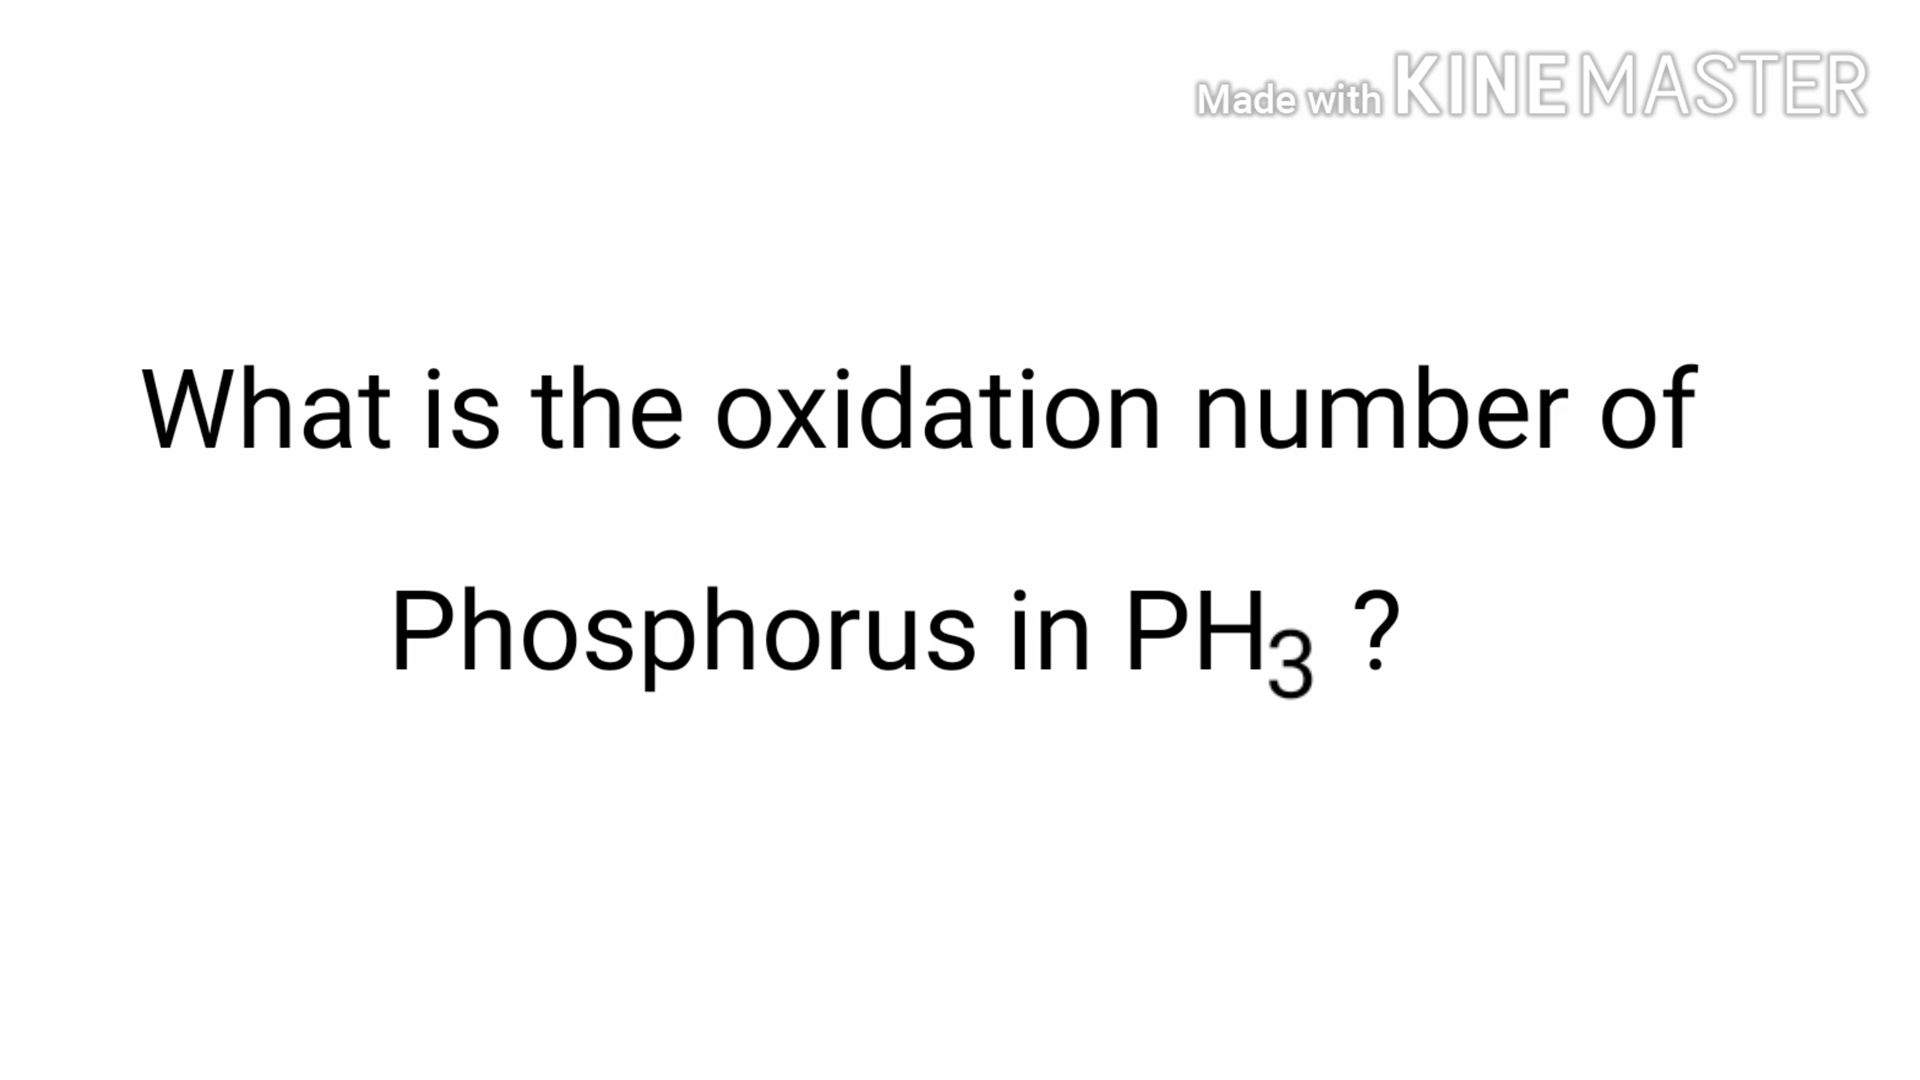 Made with KINEMASTER
What is the oxidation number of
Phosphorus in PH₃ ?